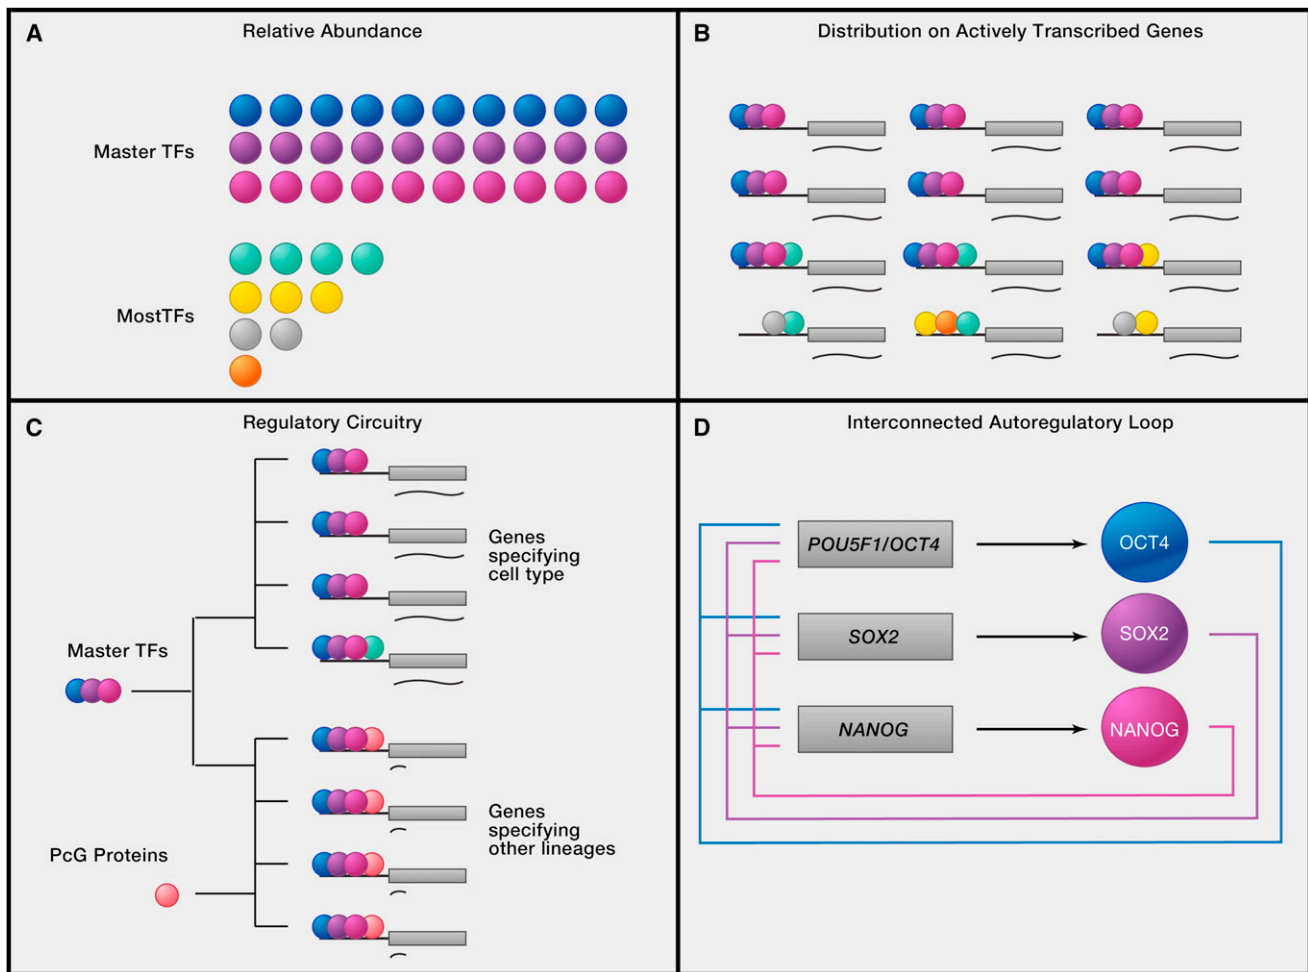 A
Relative Abundance
Master TFs
MostTFs
B
Distribution on Actively Transcribed Genes
C
Regulatory Circuitry
Genes
specifying
cell type
Master TFs
Genes
specifying
other lineages
PcG Proteins
D
Interconnected Autoregulatory Loop
POU5F1/OCT4
OCT4
SOX2
SOX2
NANOG
NANOG